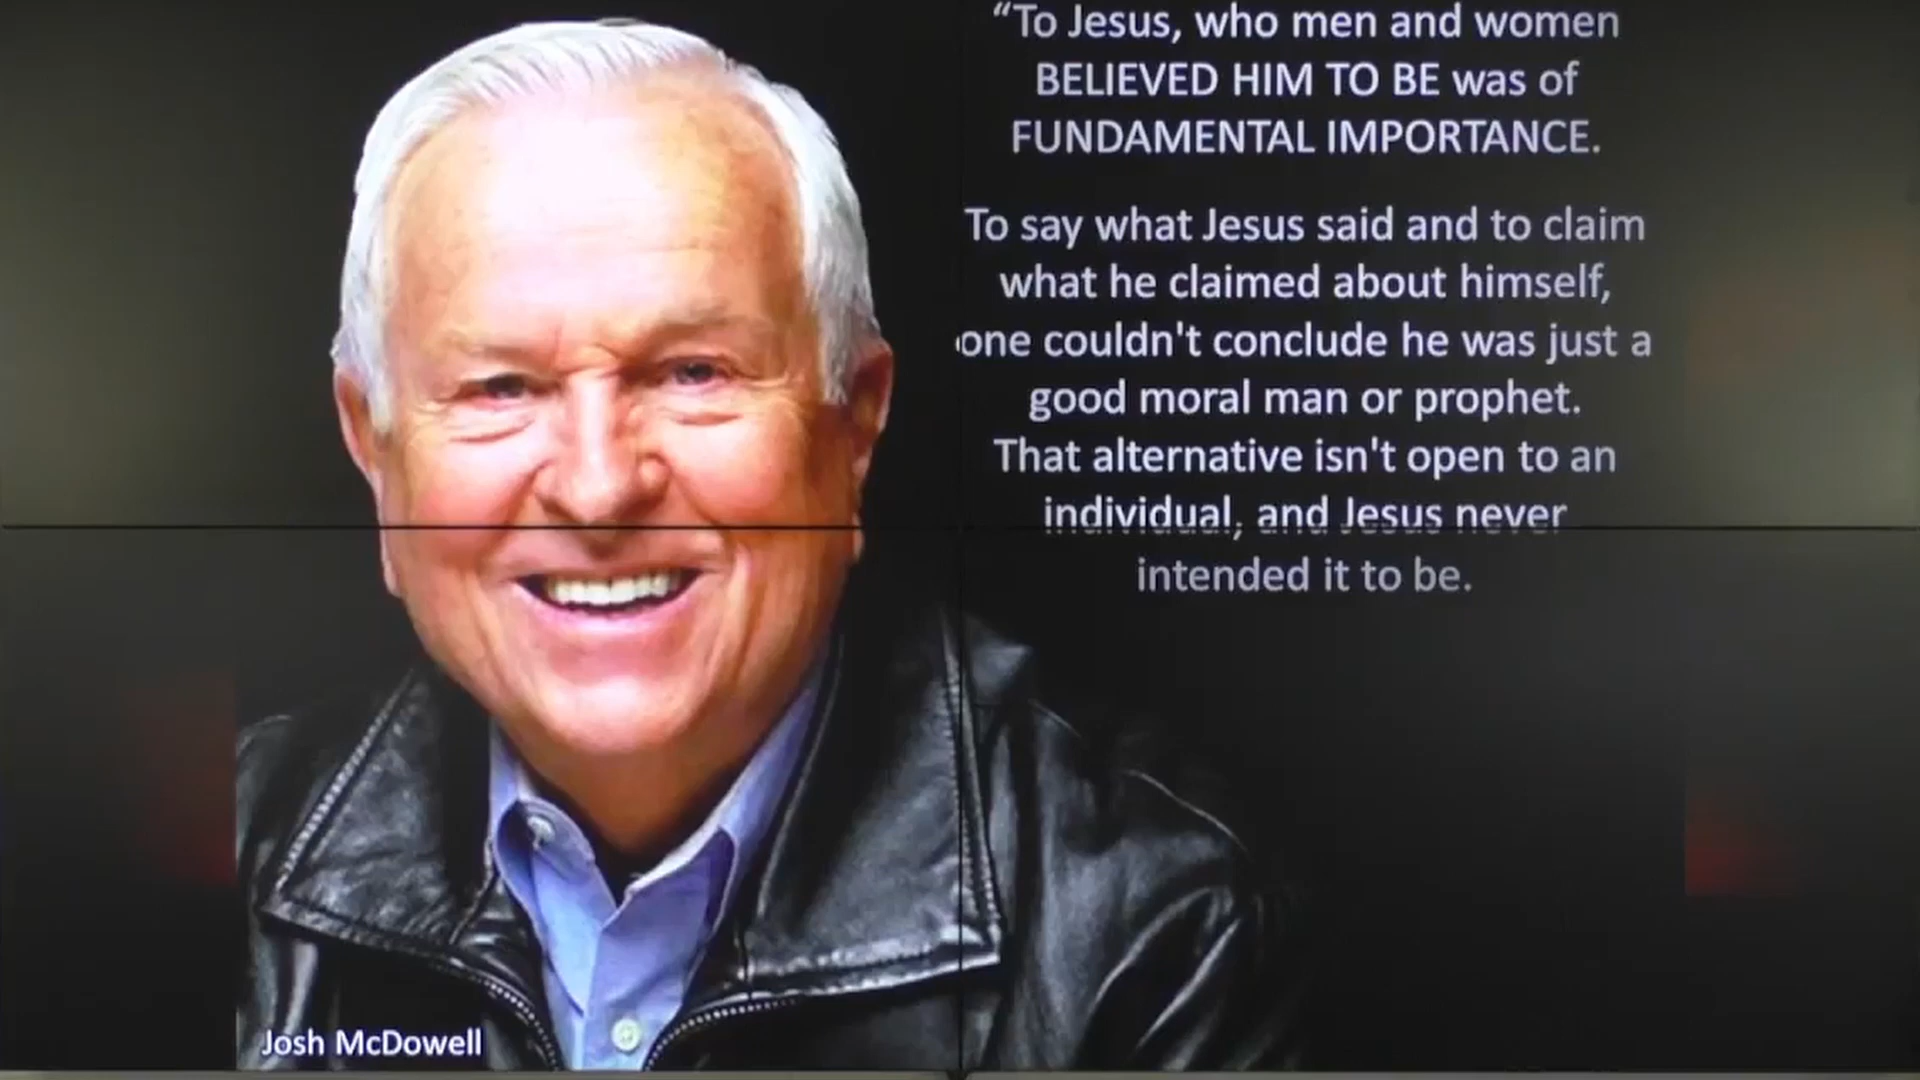 “To Jesus, who men and women
BELIEVED HIM TO BE was of
FUNDAMENTAL IMPORTANCE.
To say what Jesus said and to claim
what he claimed about himself,
one couldn't conclude he was just a
good moral man or prophet.
That alternative isn't open to an
individual, and Jesus never
intended it to be.
Josh McDowell